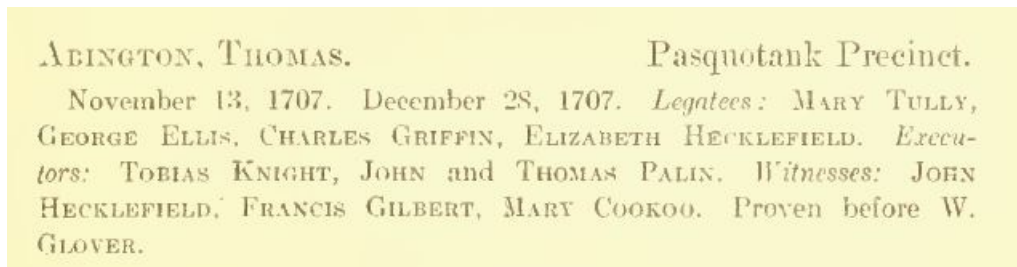 ABINGTON, THOMAS. Pasquotank Precinct.
November 13, 1707. December 28, 1707. Legatees: MARY TULLY,
GEORGE ELLIS, CHARLES GRIFFIN, ELIZABETH HECKLEFIELD. Execu-
tors: TOBIAS KNIGHT, JOHN and THOMAS PALIN. Witnesses: JOHN
HECKLEFIELD, FRANCIS GILBERT, MARY COOKOO. Proven before W.
GLOVER.